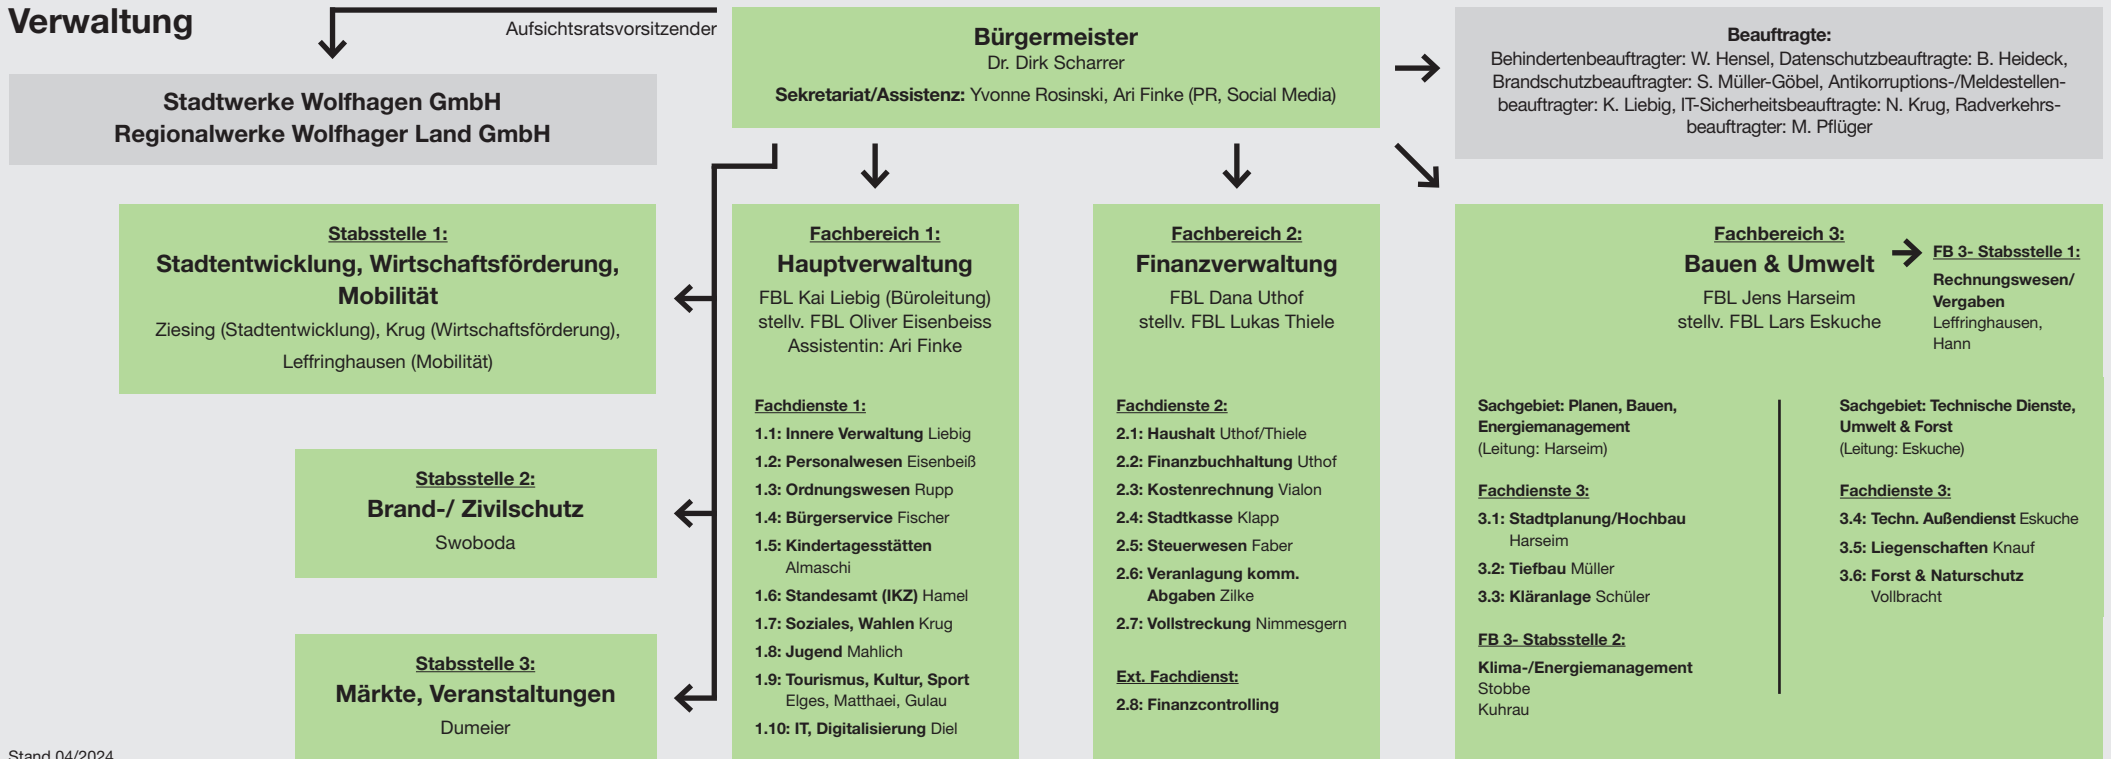 Verwaltung
Aufsichtsratsvorsitzender
Stadtwerke Wolfhagen GmbH
Regionalwerke Wolfhager Land GmbH
Bürgermeister
Dr. Dirk Scharrer
Sekretariat/Assistenz: Yvonne Rosinski, Ari Finke (PR, Social Media)
Beauftragte:
Behindertenbeauftragter: W. Hensel, Datenschutzbeauftragte: B. Heideck,
Brandschutzbeauftragter: S. Müller-Göbel, Antikorruptions-/Meldestellen-
beauftragter: K. Liebig, IT-Sicherheitsbeauftragte: N. Krug, Radverkehrs-
beauftragter: M. Pflüger
Stabsstelle 1:
Stadtentwicklung, Wirtschaftsförderung,
Mobilität
Ziesing (Stadtentwicklung), Krug (Wirtschaftsförderung),
Leffringhausen (Mobilität)
Stabsstelle 2:
Brand-/ Zivilschutz
Swoboda
Stabsstelle 3:
Märkte, Veranstaltungen
Dumeier
Fachbereich 1:
Hauptverwaltung
FBL Kai Liebig (Büroleitung)
stellv. FBL Oliver Eisenbeiss
Assistentin: Ari Finke
Fachdienste 1:
1.1: Innere Verwaltung Liebig
1.2: Personalwesen Eisenbeiß
1.3: Ordnungswesen Rupp
1.4: Bürgerservice Fischer
1.5: Kindertagesstätten
Almaschi
1.6: Standesamt (IKZ) Hamel
1.7: Soziales, Wahlen Krug
1.8: Jugend Mahlich
1.9: Tourismus, Kultur, Sport
Elges, Matthaei, Gulau
1.10: IT, Digitalisierung Diel
Fachbereich 2:
Finanzverwaltung
FBL Dana Uthof
stellv. FBL Lukas Thiele
Fachdienste 2:
2.1: Haushalt Uthof/Thiele
2.2: Finanzbuchhaltung Uthof
2.3: Kostenrechnung Vialon
2.4: Stadtkasse Klapp
2.5: Steuerwesen Faber
2.6: Veranlagung komm.
Abgaben Zilke
2.7: Vollstreckung Nimmesgern
Ext. Fachdienst:
2.8: Finanzcontrolling
Fachbereich 3:
Bauen & Umwelt
FBL Jens Harseim
stellv. FBL Lars Eskuche
FB 3- Stabsstelle 1:
Rechnungswesen/
Vergaben
Leffringhausen,
Hann
Sachgebiet: Planen, Bauen,
Energiemanagement
(Leitung: Harseim)
Fachdienste 3:
3.1: Stadtplanung/Hochbau
Harseim
3.2: Tiefbau Müller
3.3: Kläranlage Schüler
FB 3- Stabsstelle 2:
Klima-/Energiemanagement
Stobbe
Kuhrau
Sachgebiet: Technische Dienste,
Umwelt & Forst
(Leitung: Eskuche)
Fachdienste 3:
3.4: Techn. Außendienst Eskuche
3.5: Liegenschaften Knauf
3.6: Forst & Naturschutz
Vollbracht
Stand 04/2024